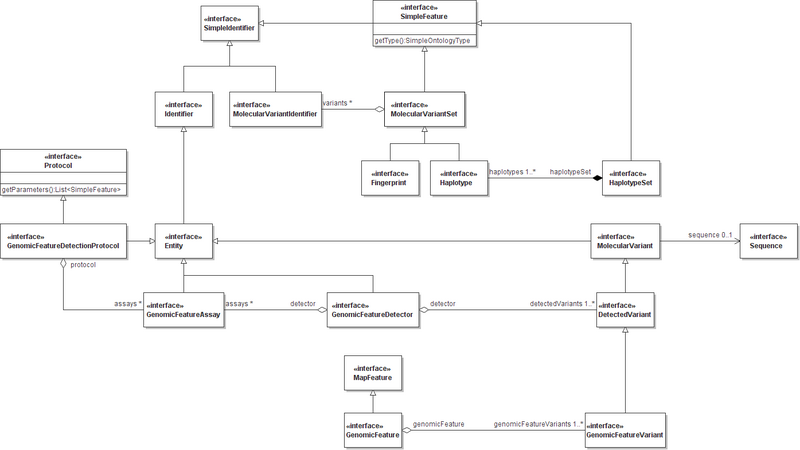 «interface»
SimpleIdentifier
«interface»
SimpleFeature
getType():SimpleOntologyType
«interface»
Identifier
«interface»
MolecularVariantIdentifier
variants *
«interface»
MolecularVariantSet
«interface»
Protocol
getParameters():List<SimpleFeature>
«interface»
Fingerprint
«interface»
Haplotype
haplotypes 1..*
haplotypeSet
«interface»
HaplotypeSet
«interface»
GenomicFeatureDetectionProtocol
«interface»
Entity
«interface»
MolecularVariant
sequence 0..1
«interface»
Sequence
protocol
assays *
«interface»
GenomicFeatureAssay
assays *
detector
«interface»
GenomicFeatureDetector
detector
detectedVariants 1..*
«interface»
DetectedVariant
«interface»
MapFeature
«interface»
GenomicFeature
genomicFeature
genomicFeatureVariants 1..*
«interface»
GenomicFeatureVariant